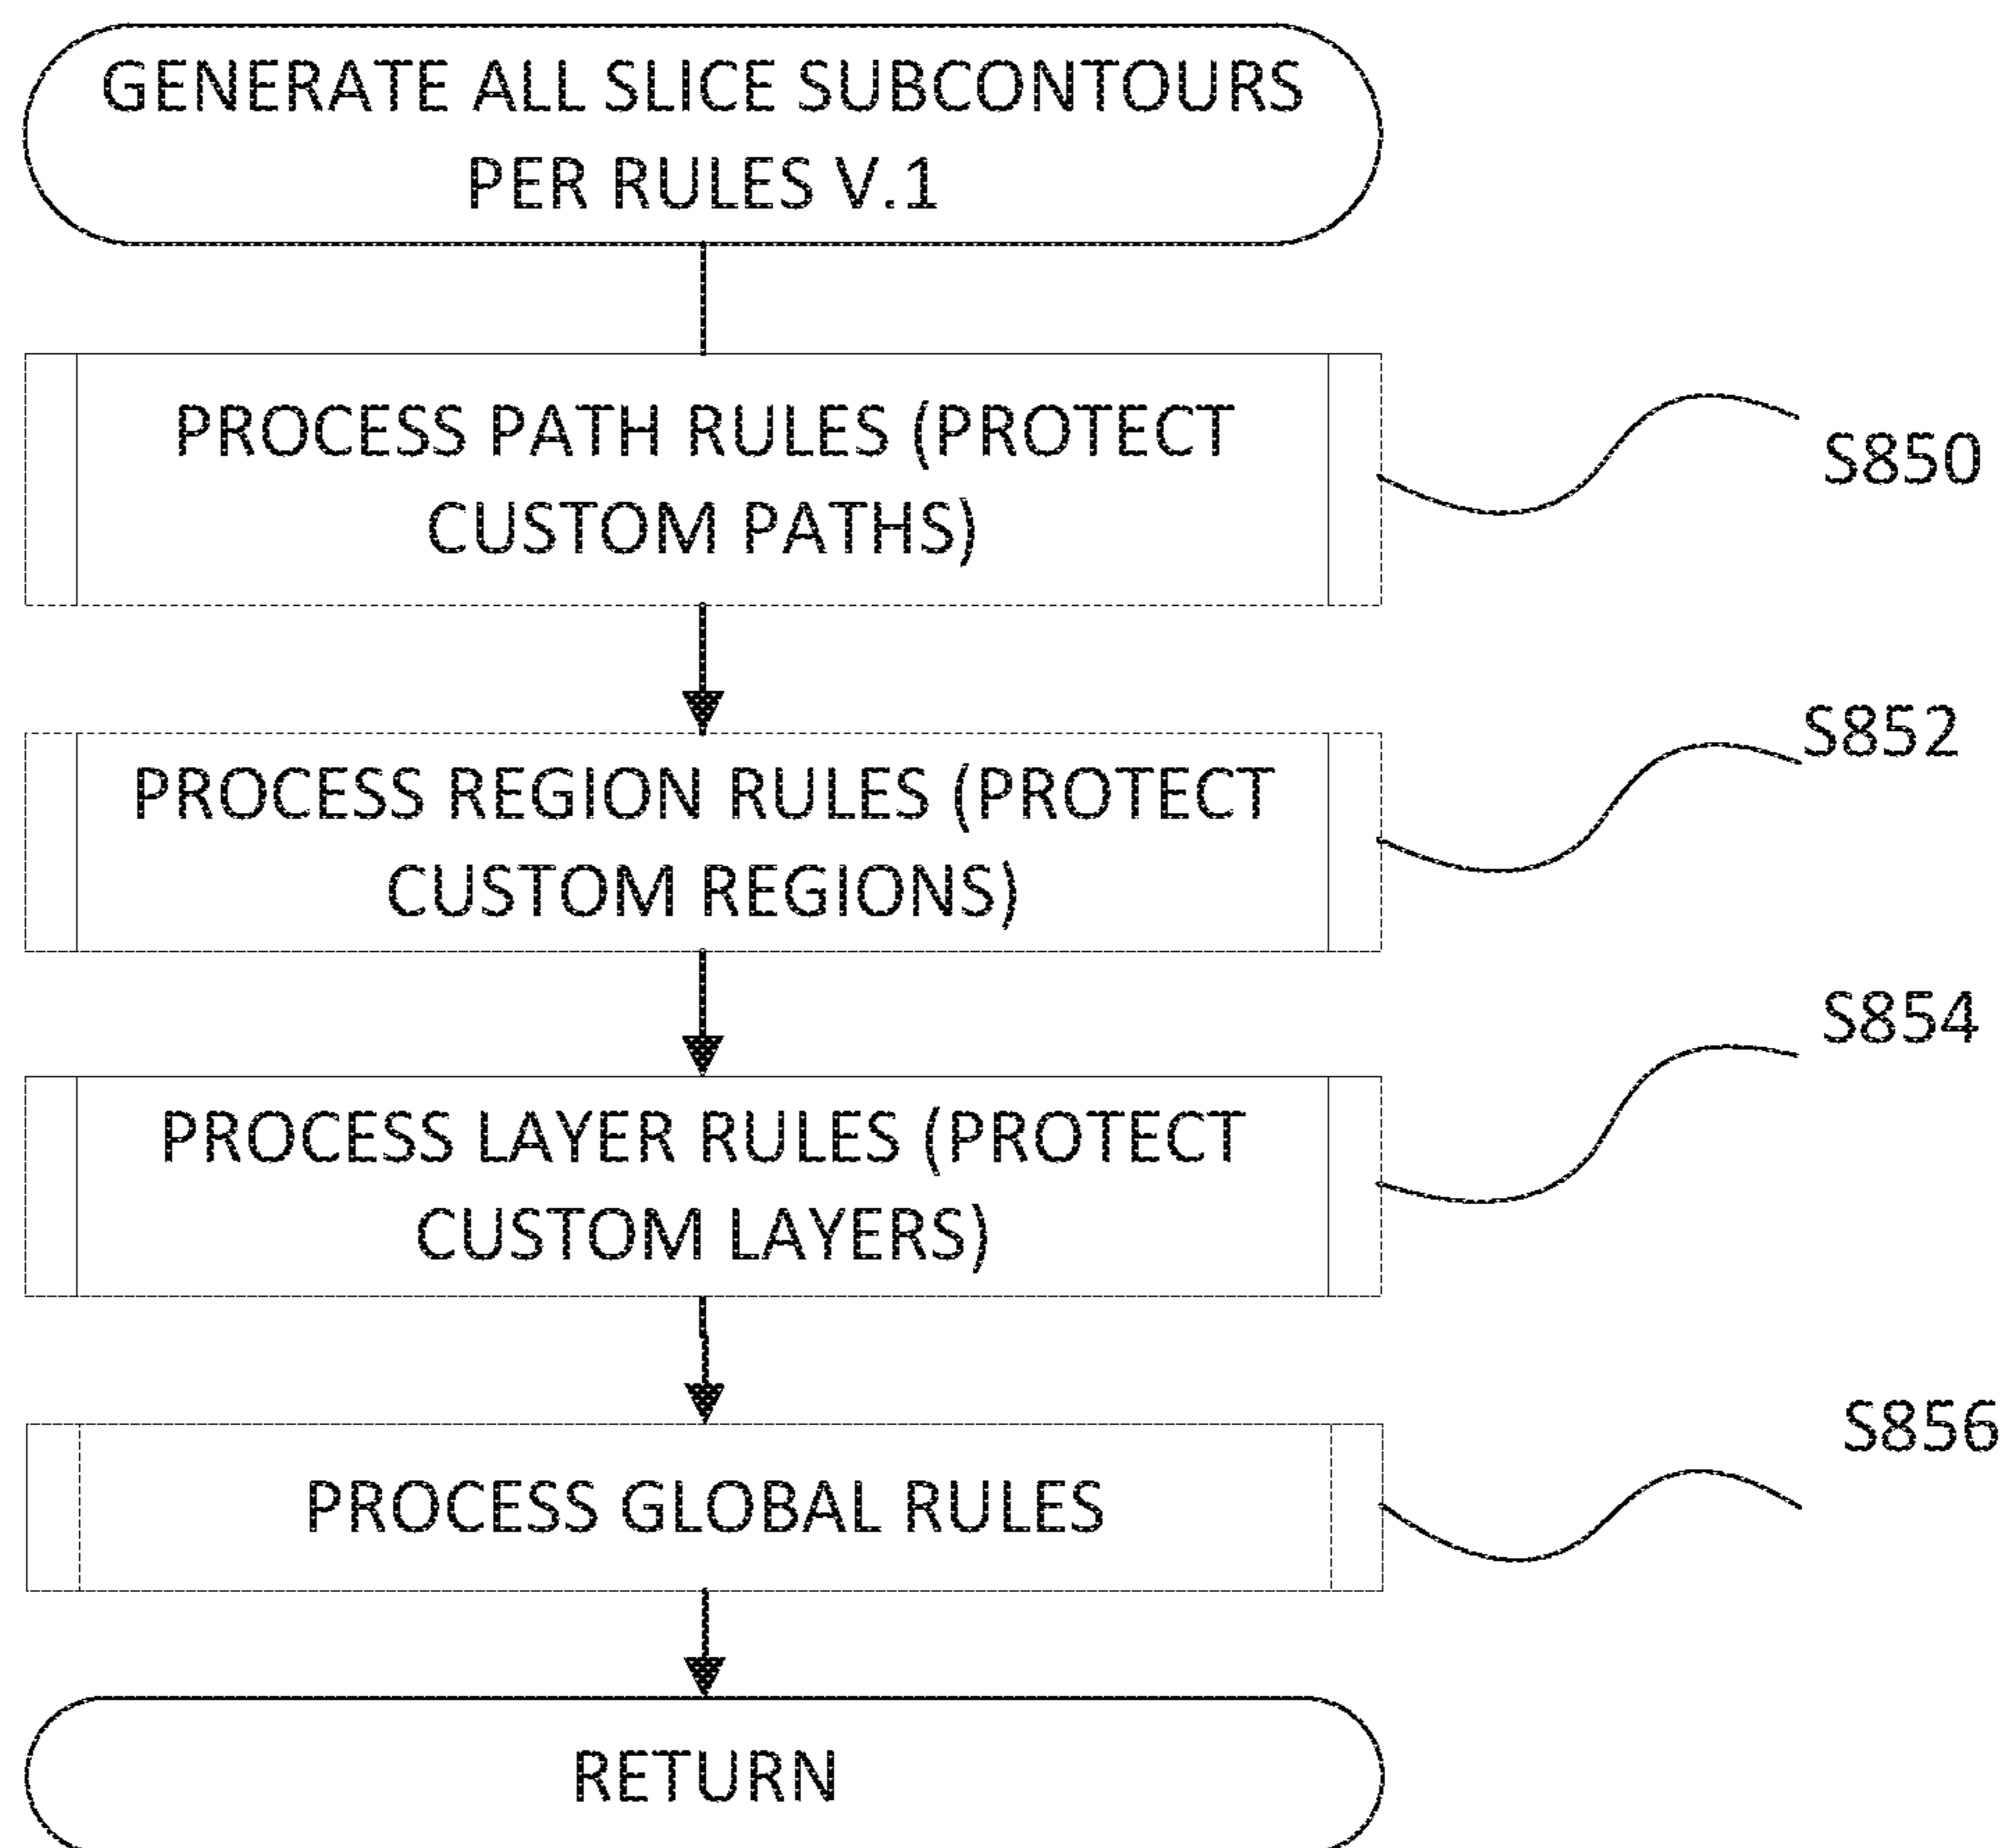 GENERATE ALL SLICE SUBCONTOURS
PER RULES V.1
PROCESS PATH RULES (PROTECT
CUSTOM PATHS)
S850
PROCESS REGION RULES (PROTECT
CUSTOM REGIONS)
S852
PROCESS LAYER RULES (PROTECT
CUSTOM LAYERS)
S854
PROCESS GLOBAL RULES
S856
RETURN